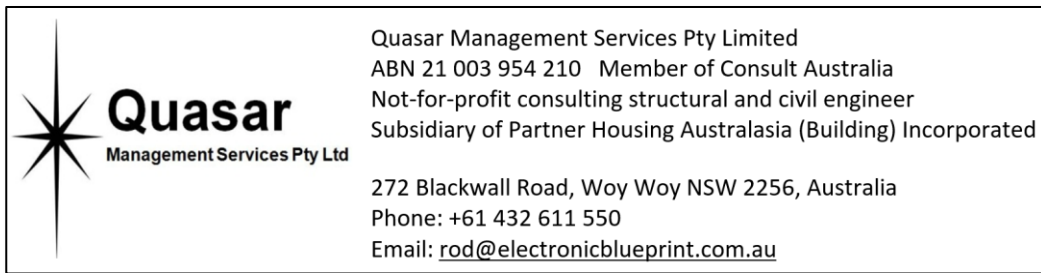 Quasar
Management Services Pty Ltd
Quasar Management Services Pty Limited
ABN 21 003 954 210 Member of Consult Australia
Not-for-profit consulting structural and civil engineer
Subsidiary of Partner Housing Australasia (Building) Incorporated
272 Blackwall Road, Woy Woy NSW 2256, Australia
Phone: +61 432 611 550
Email: rod@electronicblueprint.com.au